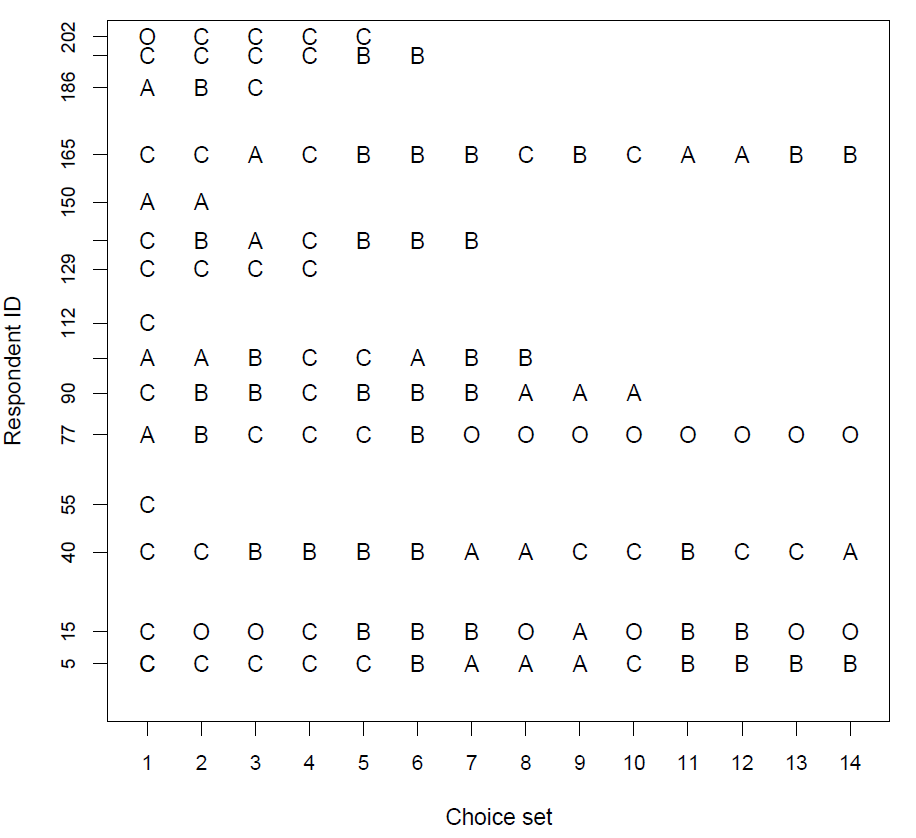 202 O C C C C
C C C C B B
186 A B C
165 C C A C B B B C B C A A B B
150 A A
C B A C B B B
129 C C C C
112 C
A A B C C A B B
90 C B B C B B B A A A
77 A B C C C B O O O O O O O O
55 C
40 C C B B B B A A C C B C C A
15 C O O C B B B O A O B B O O
5 C C C C C B A A A C B B B B
Respondent ID
1 2 3 4 5 6 7 8 9 10 11 12 13 14
Choice set